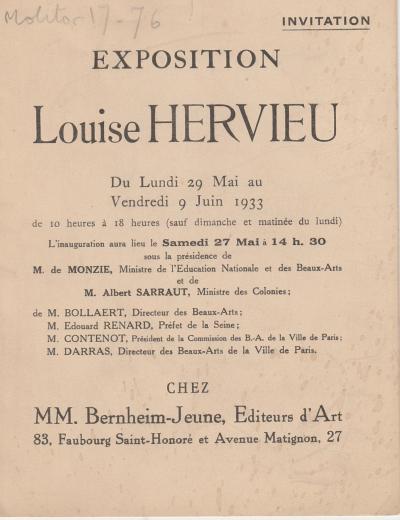 Molitor 17-76
INVITATION
EXPOSITION
Louise HERVIEU
Du Lundi 29 Mai au
Vendredi 9 Juin 1933
de 10 heures à 18 heures (sauf dimanche et matinée du lundi)
L'inauguration aura lieu le Samedi 27 Mai à 14 h. 30
sous la présidence de
M. de MONZIE, Ministre de l'Education Nationale et des Beaux-Arts
et de
M. Albert SARRAUT, Ministre des Colonies;
de M. BOLLAERT, Directeur des Beaux-Arts;
M. Edouard RENARD, Préfet de la Seine;
M. CONTENOT, Président de la Commission des B.-A. de la Ville de Paris;
M. DARRAS, Directeur des Beaux-Arts de la Ville de Paris.
CHEZ
MM. Bernheim-Jeune, Editeurs d'Art
83, Faubourg Saint-Honoré et Avenue Matignon, 27